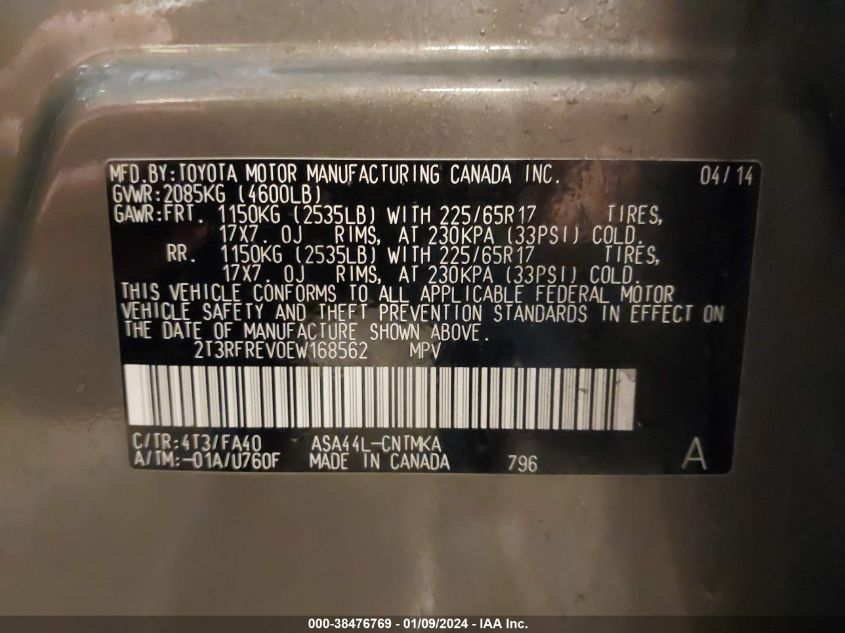 MFD.BY:TOYOTA MOTOR MANUFACTURING CANADA INC. 04/14
GVWR:2085KG (4600LB)
GAWR:FRT. 1150KG (2535LB) WITH 225/65R17 TIRES,
17X7.0J RIMS, AT 230KPA (33PSI) COLD.
RR. 1150KG (2535LB) WITH 225/65R17 TIRES,
17X7.0J RIMS, AT 230KPA (33PSI) COLD.
THIS VEHICLE CONFORMS TO ALL APPLICABLE FEDERAL MOTOR
VEHICLE SAFETY AND THEFT PREVENTION STANDARDS IN EFFECT ON
THE DATE OF MANUFACTURE SHOWN ABOVE.
2T3RFREV0EW168562 MPV
C/TR:4T3/FA40 ASA44L-CNTMKA
A/TM:-01A/U760F MADE IN CANADA 796 A
000-38476769 - 01/09/2024 - IAA Inc.